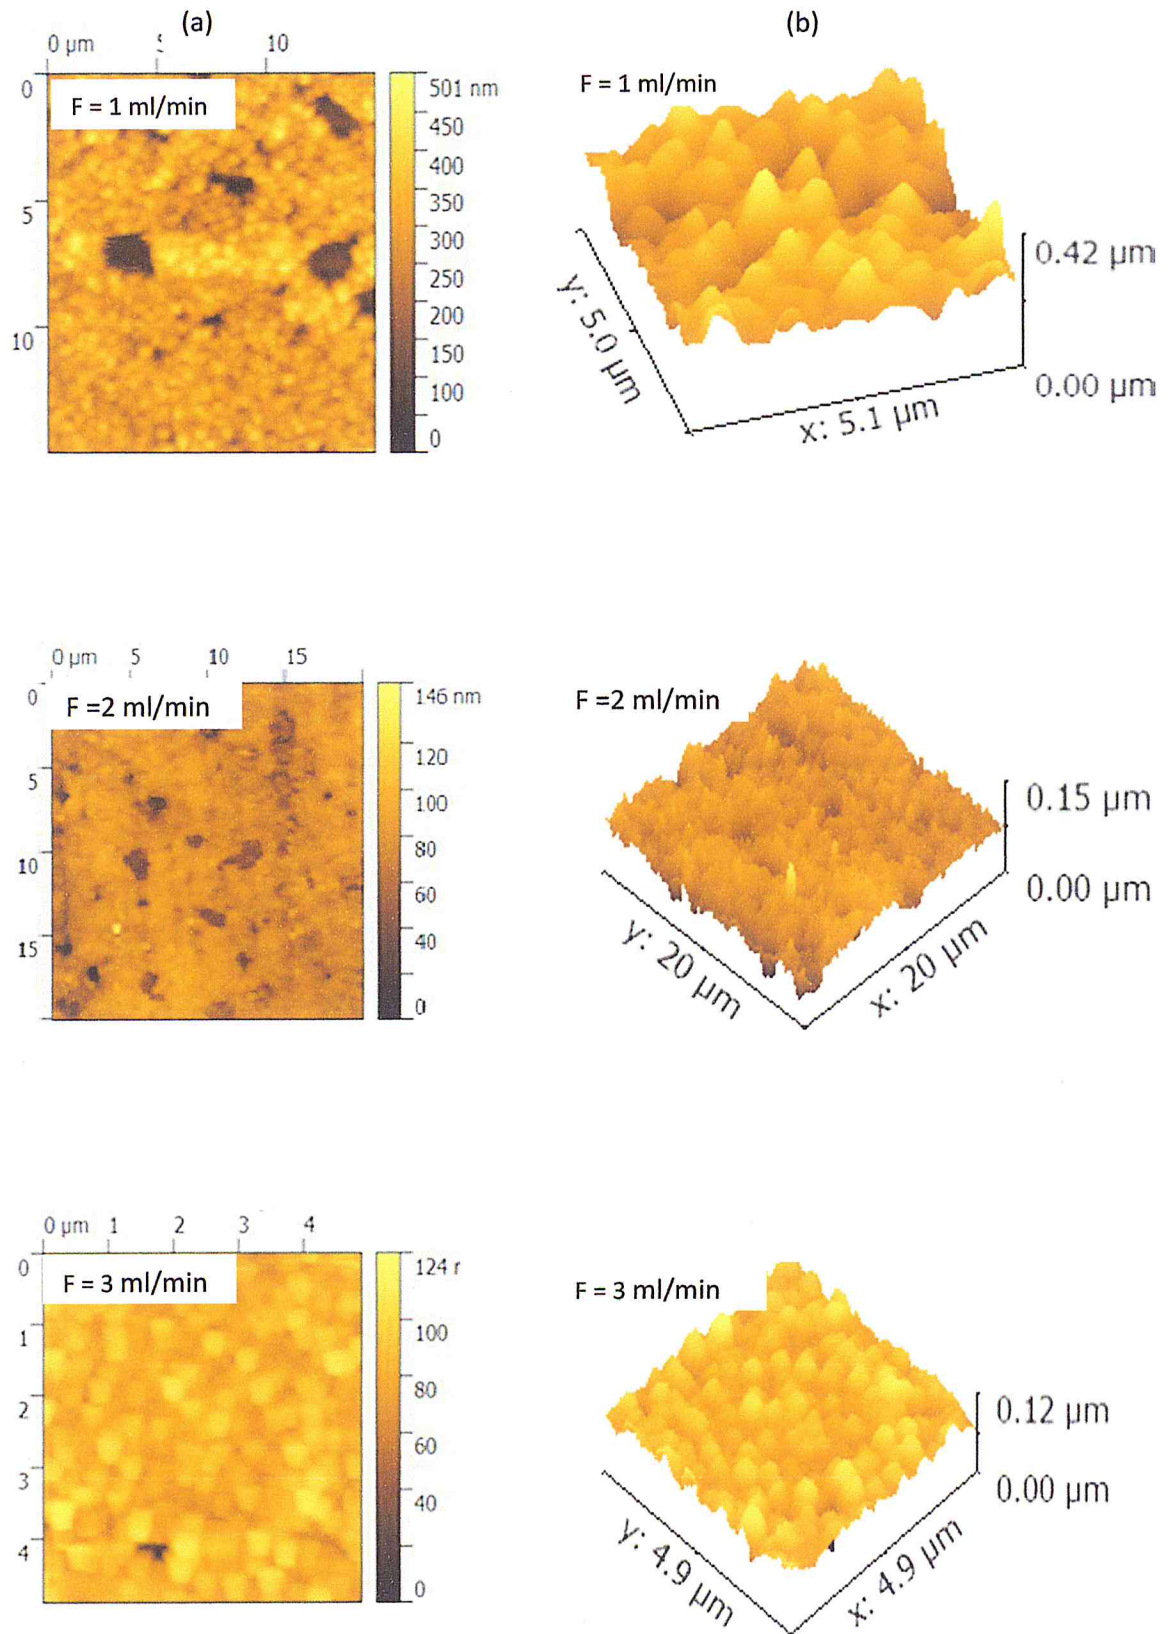 (a)
(b)
0 µm
10
0
5
10
F = 1 ml/min
501 nm
450
400
350
300
250
200
150
100
0
F = 1 ml/min
0.42 µm
0.00 µm
y: 5.0 µm
x: 5.1 µm
0 µm 5 10 15
0
5
10
15
F =2 ml/min
146 nm
120
100
80
60
40
0
F =2 ml/min
0.15 µm
0.00 µm
y: 20 µm
x: 20 µm
0 µm 1 2 3 4
0
1
2
3
4
F = 3 ml/min
124 r
100
80
60
40
0
F = 3 ml/min
0.12 µm
0.00 µm
y: 4.9 µm
x: 4.9 µm